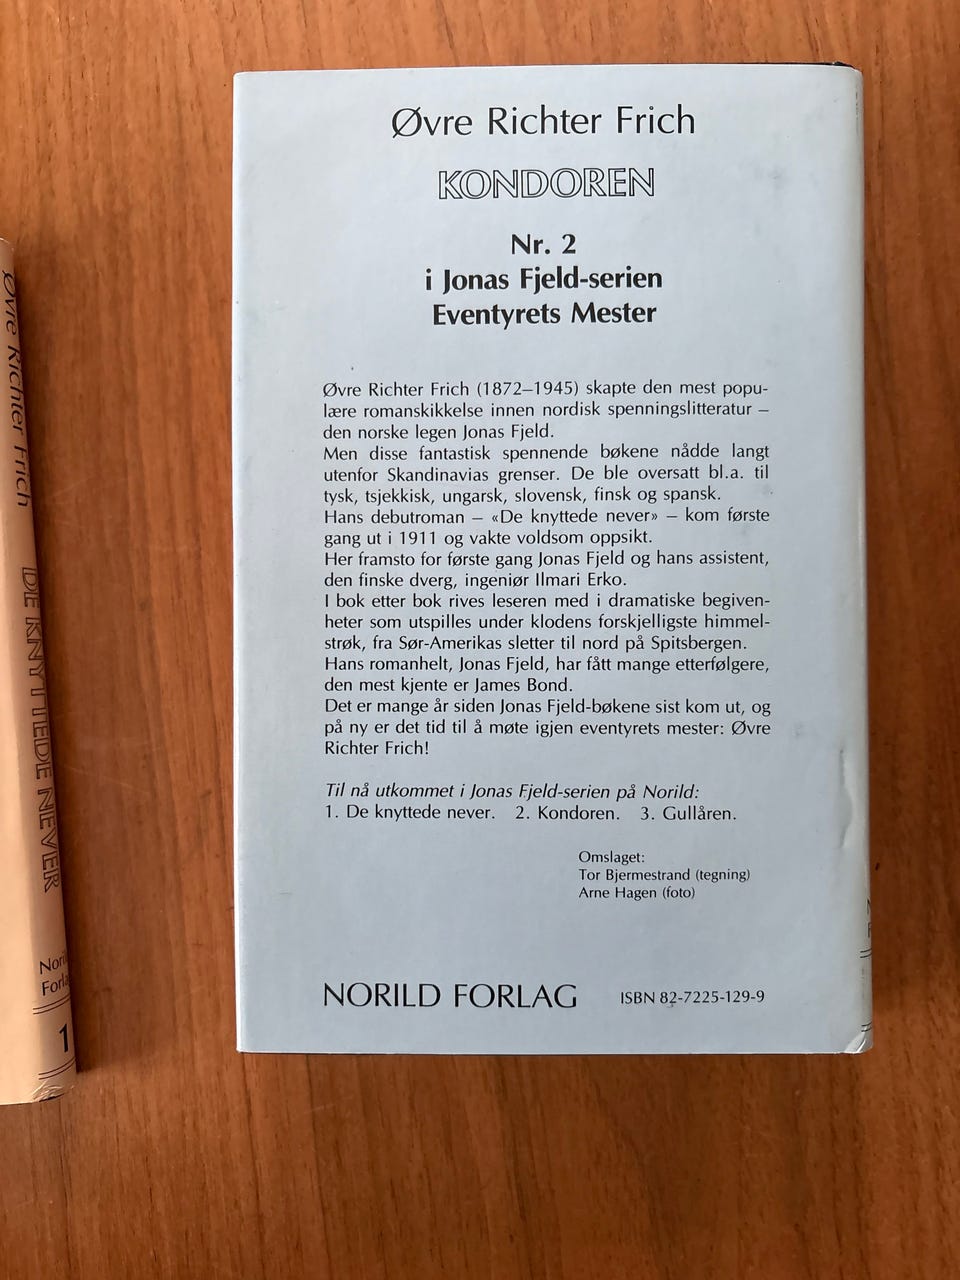 Øvre Richter Frich
KONDOREN
Nr. 2
i Jonas Fjeld-serien
Eventyrets Mester
Øvre Richter Frich (1872–1945) skapte den mest popu-
lære romanskikkelse innen nordisk spenningslitteratur –
den norske legen Jonas Fjeld.
Men disse fantastisk spennende bøkene nådde langt
utenfor Skandinavias grenser. De ble oversatt bl.a. til
tysk, tsjekkisk, ungarsk, slovensk, finsk og spansk.
Hans debutroman – «De knyttede never» – kom første
gang ut i 1911 og vakte voldsom oppsikt.
Her framsto for første gang Jonas Fjeld og hans assistent,
den finske dverg, ingeniør Ilmari Erko.
I bok etter bok rives leseren med i dramatiske begiven-
heter som utspilles under klodens forskjelligste himmel-
strøk, fra Sør-Amerikas sletter til nord på Spitsbergen.
Hans romanhelt, Jonas Fjeld, har fått mange etterfølgere,
den mest kjente er James Bond.
Det er mange år siden Jonas Fjeld-bøkene sist kom ut, og
på ny er det tid til å møte igjen eventyrets mester: Øvre
Richter Frich!
Til nå utkommet i Jonas Fjeld-serien på Norild:
1. De knyttede never. 2. Kondoren. 3. Gullåren.
Omslaget:
Tor Bjermestrand (tegning)
Arne Hagen (foto)
NORILD FORLAG ISBN 82-7225-129-9
Øvre Richter Frich
DE KNYTTEDE NEVER
1